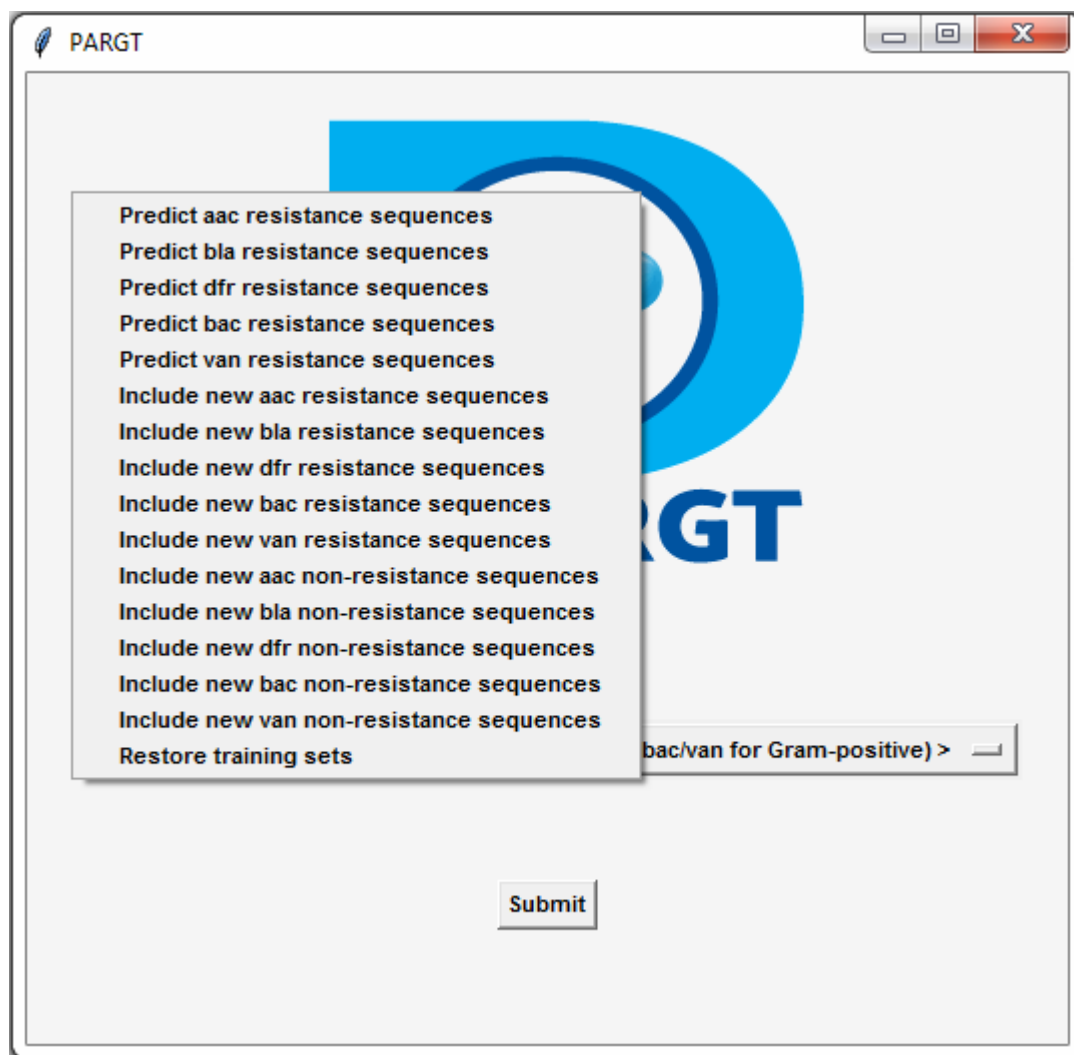 PARGT
Predict aac resistance sequences
Predict bla resistance sequences
Predict dfr resistance sequences
Predict bac resistance sequences
Predict van resistance sequences
Include new aac resistance sequences
Include new bla resistance sequences
Include new dfr resistance sequences
Include new bac resistance sequences
Include new van resistance sequences
Include new aac non-resistance sequences
Include new bla non-resistance sequences
Include new dfr non-resistance sequences
Include new bac non-resistance sequences
Include new van non-resistance sequences
Restore training sets
GT
bac/van for Gram-positive) >
Submit